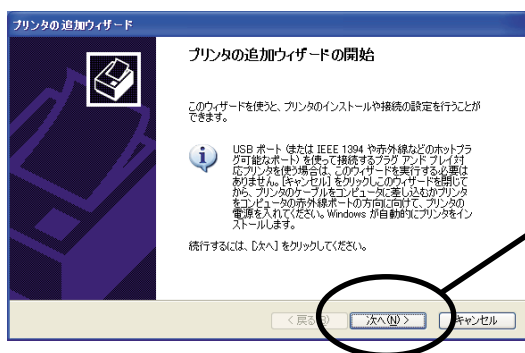 プリンタの追加ウィザード
プリンタの追加ウィザードの開始
このウィザードを使うと、プリンタのインストールや接続の設定を行うことが
できます。
USB ポート (または IEEE 1394 や赤外線などのホットプラ
グ可能なポート) を使って接続するプラグ アンド プレイ対
応プリンタを使う場合は、このウィザードを実行する必要は
ありません。[キャンセル] をクリックしこのウィザードを閉じて
から、プリンタのケーブルをコンピュータに差し込むかプリンタ
をコンピュータの赤外線ポートの方向に向けて、プリンタの
電源を入れてください。Windows が自動的にプリンタをイン
ストールします。
続行するには、[次へ] をクリックしてください。
< 戻る(B)
次へ(N) >
キャンセル